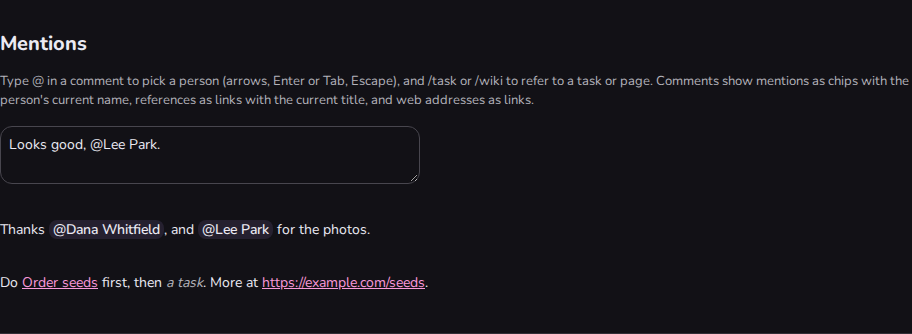 Mentions
Type @ in a comment to pick a person (arrows, Enter or Tab, Escape), and /task or /wiki to refer to a task or page. Comments show mentions as chips with the
person's current name, references as links with the current title, and web addresses as links.
Looks good, @Lee Park.
Thanks @Dana Whitfield, and @Lee Park for the photos.
Do Order seeds first, then a task. More at https://example.com/seeds.